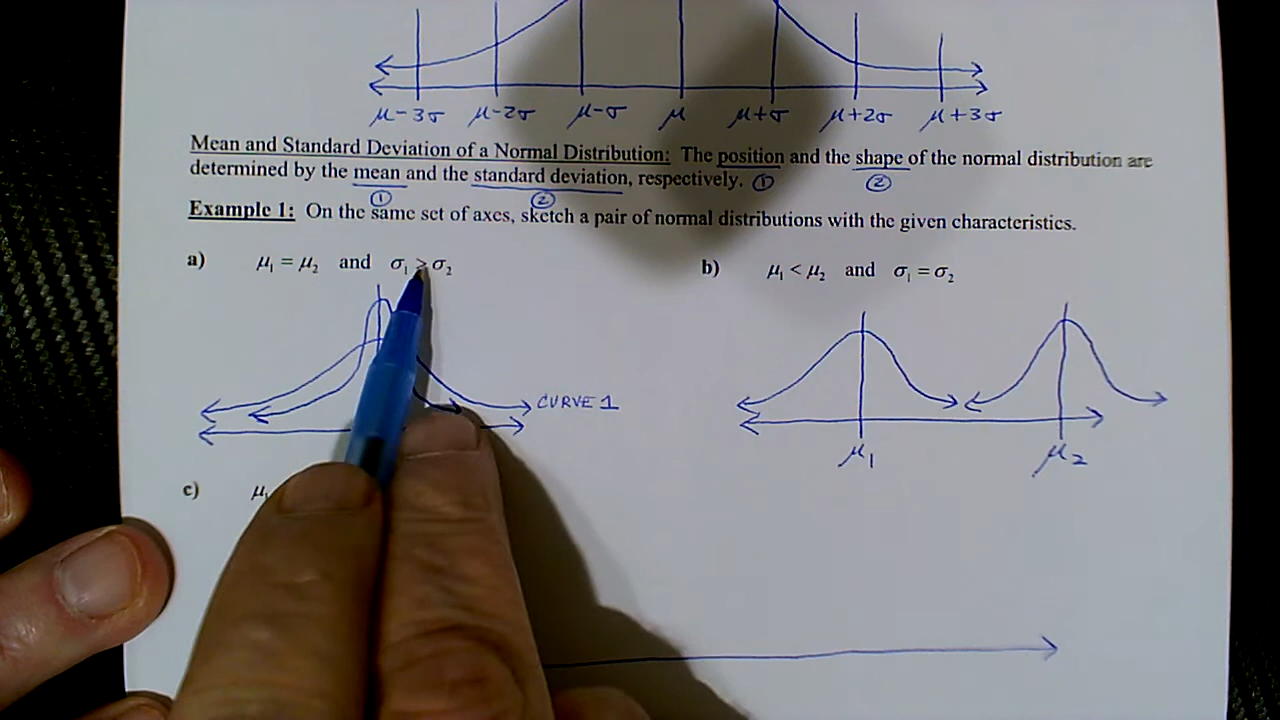 μ-3σ μ-2σ μ-σ μ μ+σ μ+2σ μ+3σ
Mean and Standard Deviation of a Normal Distribution: The position and the shape of the normal distribution are
determined by the mean and the standard deviation, respectively. ① ②
① ②
Example 1: On the same set of axes, sketch a pair of normal distributions with the given characteristics.
a) μ₁ = μ₂ and σ₁ > σ₂
b) μ₁ < μ₂ and σ₁ = σ₂
CURVE 1
μ₁ μ₂
c) μ